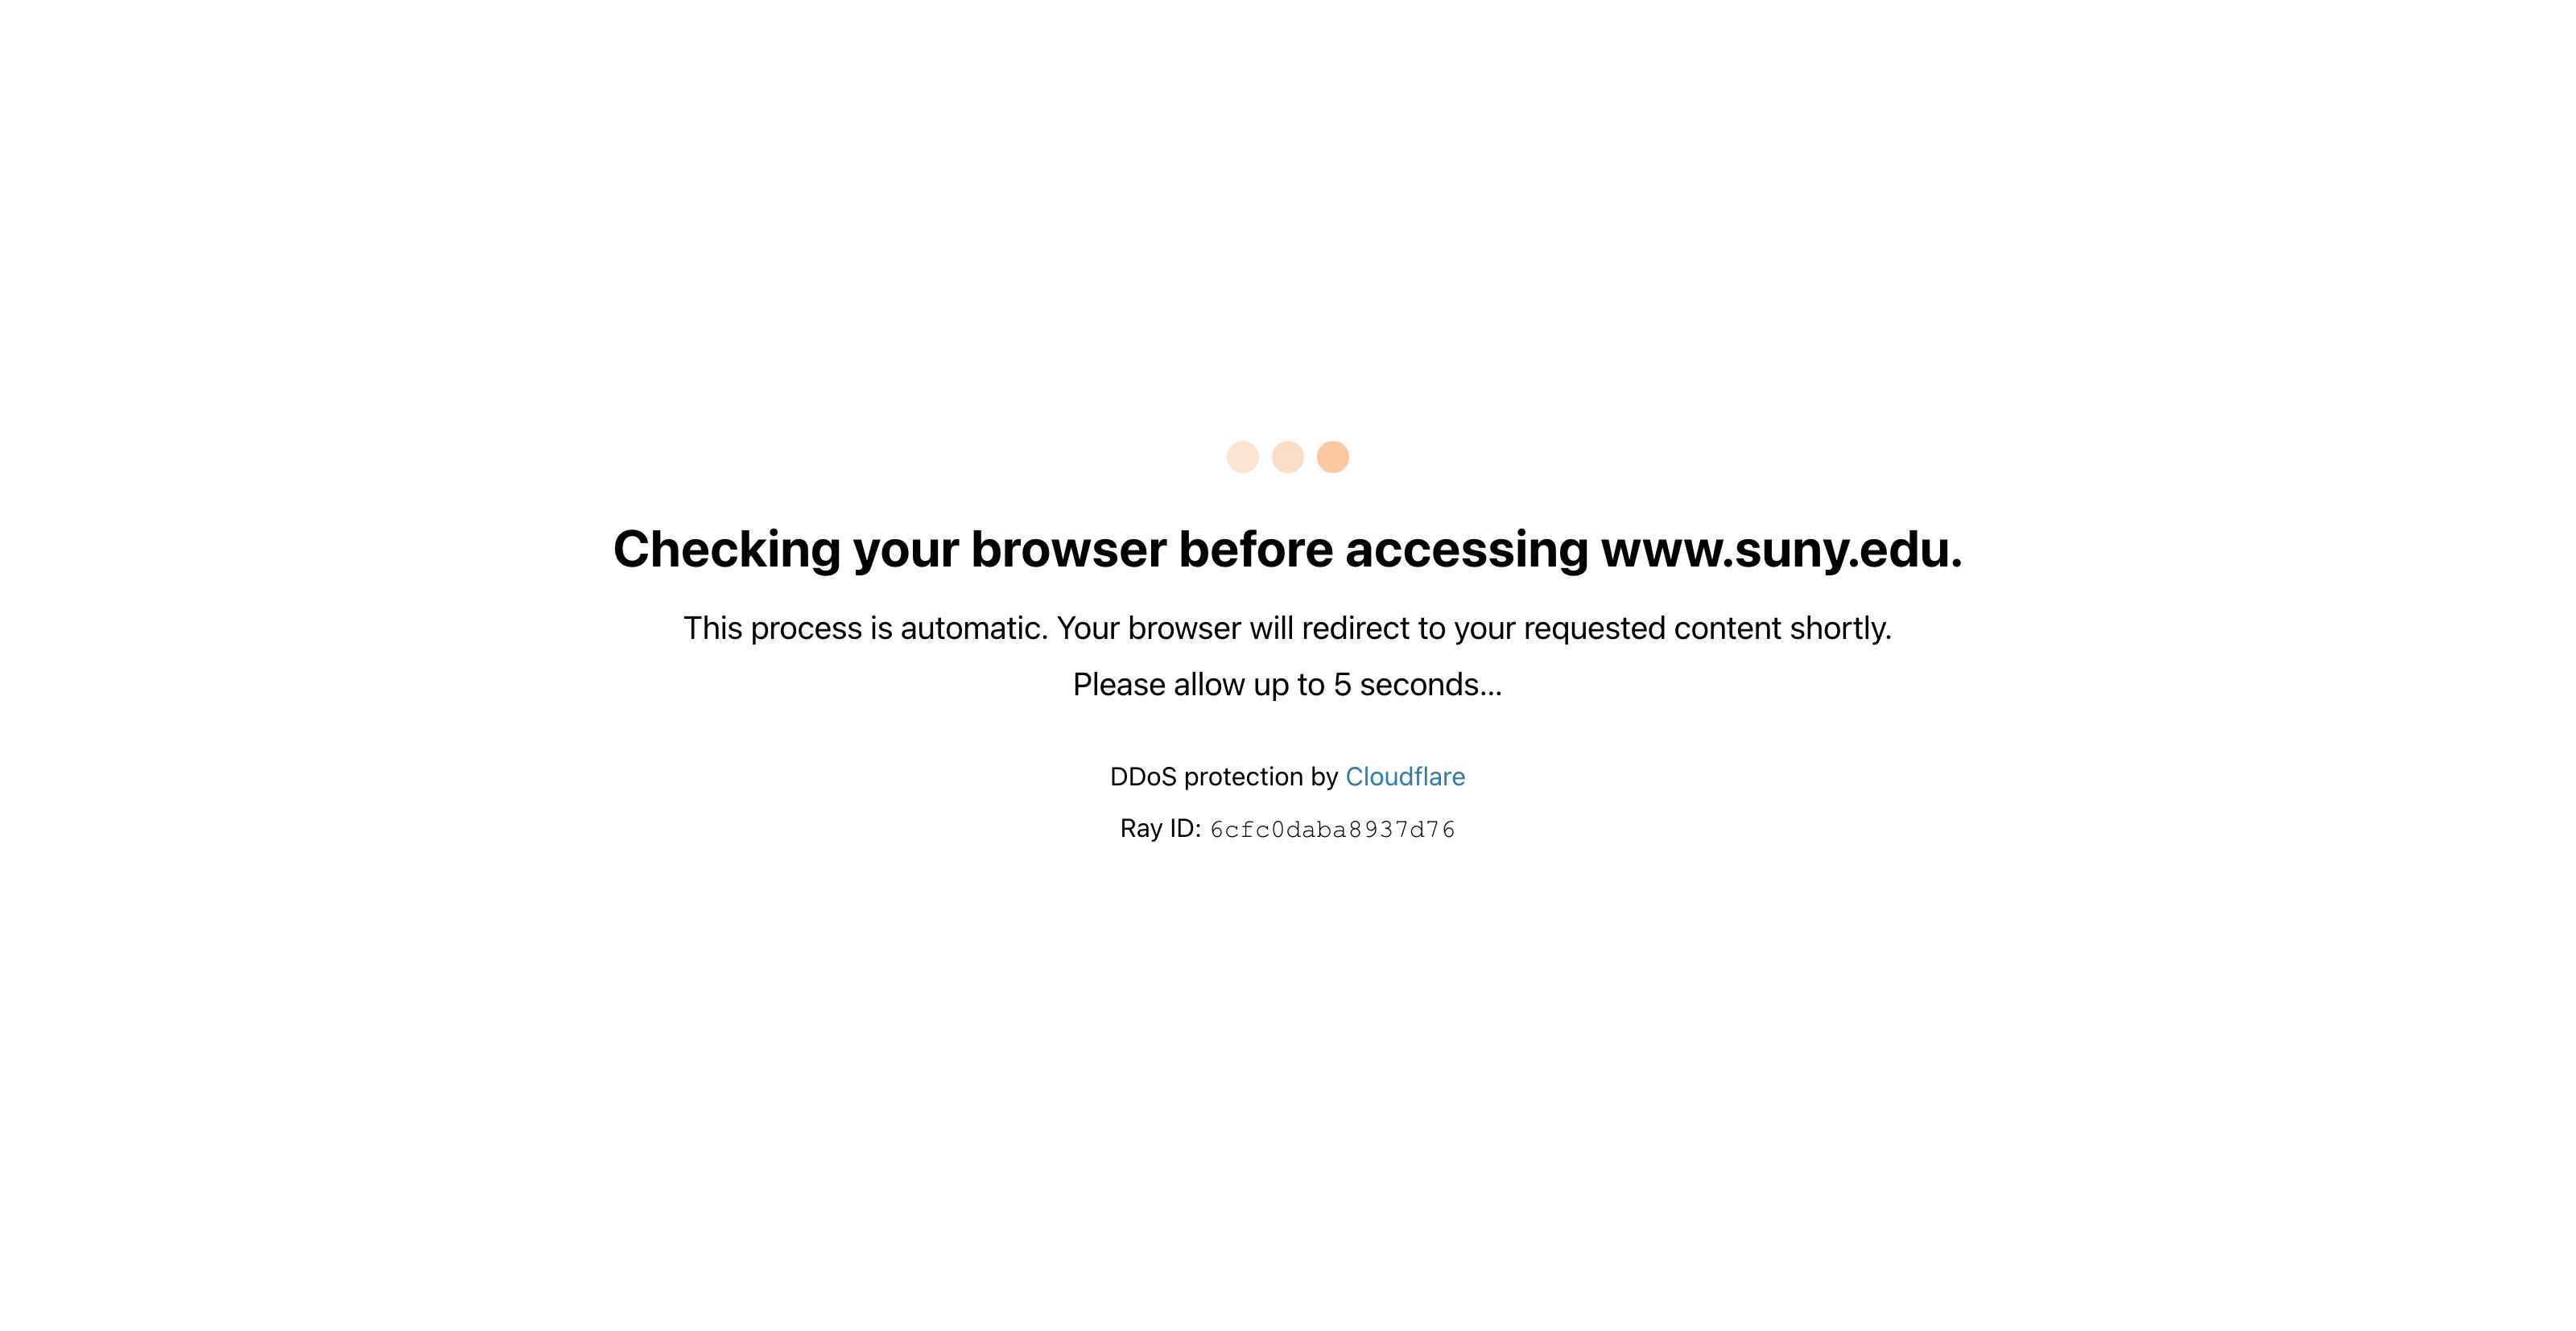 Checking your browser before accessing www.suny.edu.
This process is automatic. Your browser will redirect to your requested content shortly.
Please allow up to 5 seconds...
DDoS protection by Cloudflare
Ray ID: 6cfc0daba8937d76